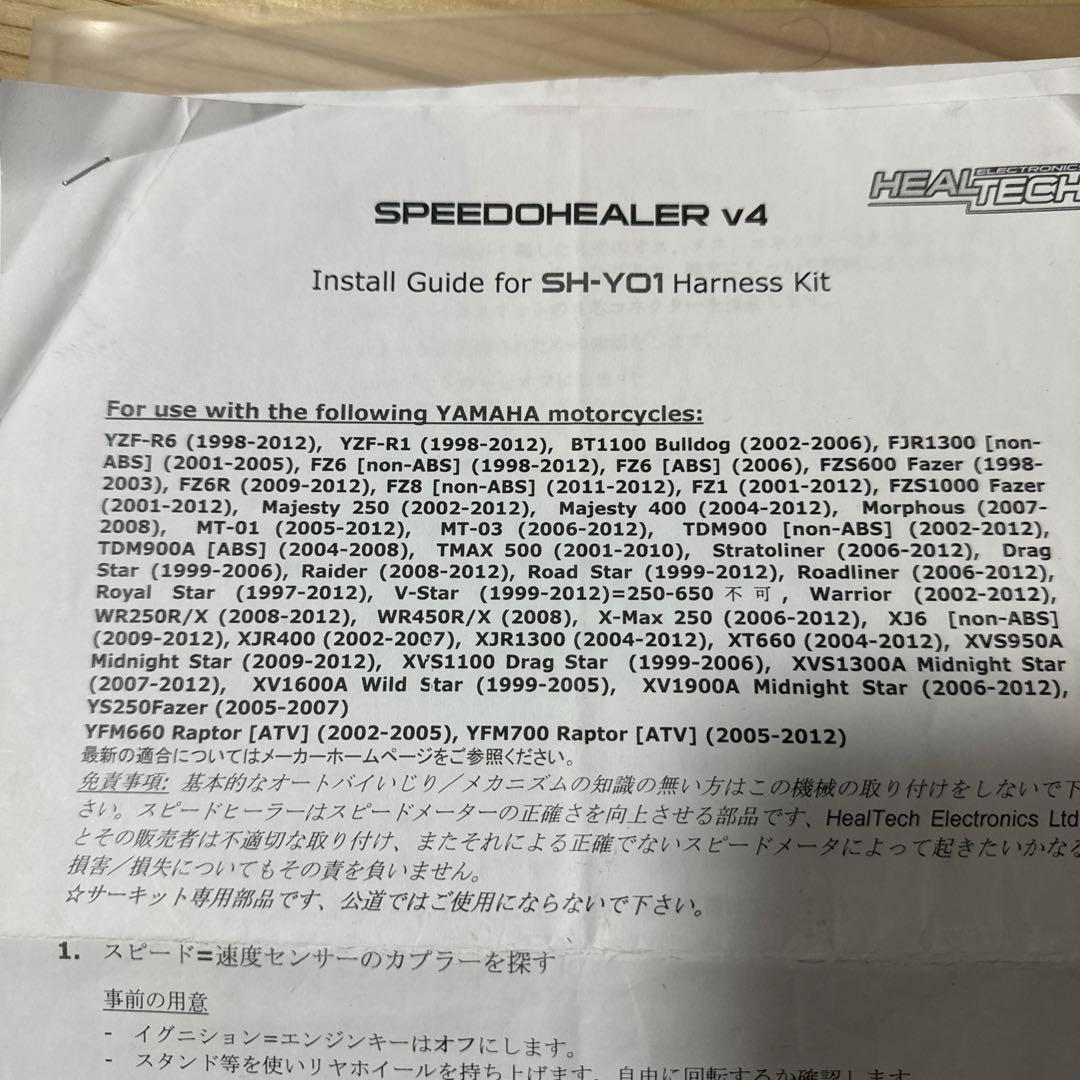 HEALTECH ELECTRONICS
SPEEDOHEALER v4
Install Guide for SH-Y01 Harness Kit
For use with the following YAMAHA motorcycles:
YZF-R6 (1998-2012), YZF-R1 (1998-2012), BT1100 Bulldog (2002-2006), FJR1300 [non-
ABS] (2001-2005), FZ6 [non-ABS] (1998-2012), FZ6 [ABS] (2006), FZS600 Fazer (1998-
2003), FZ6R (2009-2012), FZ8 [non-ABS] (2011-2012), FZ1 (2001-2012), FZS1000 Fazer
(2001-2012), Majesty 250 (2002-2012), Majesty 400 (2004-2012), Morphous (2007-
2008), MT-01 (2005-2012), MT-03 (2006-2012), TDM900 [non-ABS] (2002-2012),
TDM900A [ABS] (2004-2008), TMAX 500 (2001-2010), Stratoliner (2006-2012), Drag
Star (1999-2006), Raider (2008-2012), Road Star (1999-2012), Roadliner (2006-2012),
Royal Star (1997-2012), V-Star (1999-2012)=250-650 不可, Warrior (2002-2012),
WR250R/X (2008-2012), WR450R/X (2008), X-Max 250 (2006-2012), XJ6 [non-ABS]
(2009-2012), XJR400 (2002-2007), XJR1300 (2004-2012), XT660 (2004-2012), XVS950A
Midnight Star (2009-2012), XVS1100 Drag Star (1999-2006), XVS1300A Midnight Star
(2007-2012), XV1600A Wild Star (1999-2005), XV1900A Midnight Star (2006-2012),
YS250Fazer (2005-2007)
YFM660 Raptor [ATV] (2002-2005), YFM700 Raptor [ATV] (2005-2012)
最新の適合についてはメーカーホームページをご参照ください。
免責事項: 基本的なオートバイいじり／メカニズムの知識の無い方はこの機械の取り付けをしないで下
さい。スピードヒーラーはスピードメーターの正確さを向上させる部品です、HealTech Electronics Ltd
とその販売者は不適切な取り付け、またそれによる正確でないスピードメータによって起きたいかなる
損害／損失についてもその責を負いません。
☆サーキット専用部品です、公道ではご使用にならないで下さい。
1. スピード=速度センサーのカプラーを探す
事前の用意
- イグニション=エンジンキーはオフにします。
- スタンド等を使いリヤホイールを持ち上げます。自由に回転するか確認します